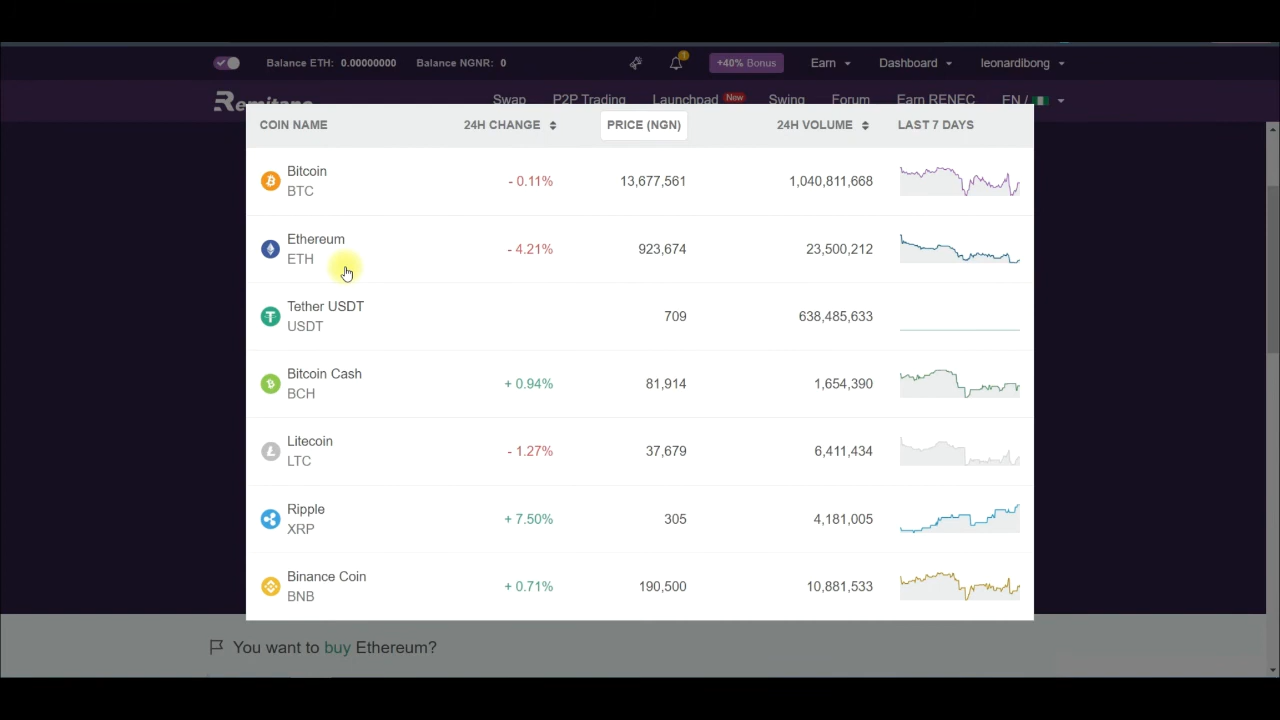 Balance ETH: 0.00000000 Balance NGNR: 0 +40% Bonus Earn Dashboard leonardibong
Remitano Swap P2P Trading Launchpad New Swing Forum Earn RENEC EN /
COIN NAME 24H CHANGE PRICE (NGN) 24H VOLUME LAST 7 DAYS
Bitcoin
BTC - 0.11% 13,677,561 1,040,811,668
Ethereum
ETH - 4.21% 923,674 23,500,212
Tether USDT
USDT 709 638,485,633
Bitcoin Cash
BCH + 0.94% 81,914 1,654,390
Litecoin
LTC - 1.27% 37,679 6,411,434
Ripple
XRP + 7.50% 305 4,181,005
Binance Coin
BNB + 0.71% 190,500 10,881,533
You want to buy Ethereum?